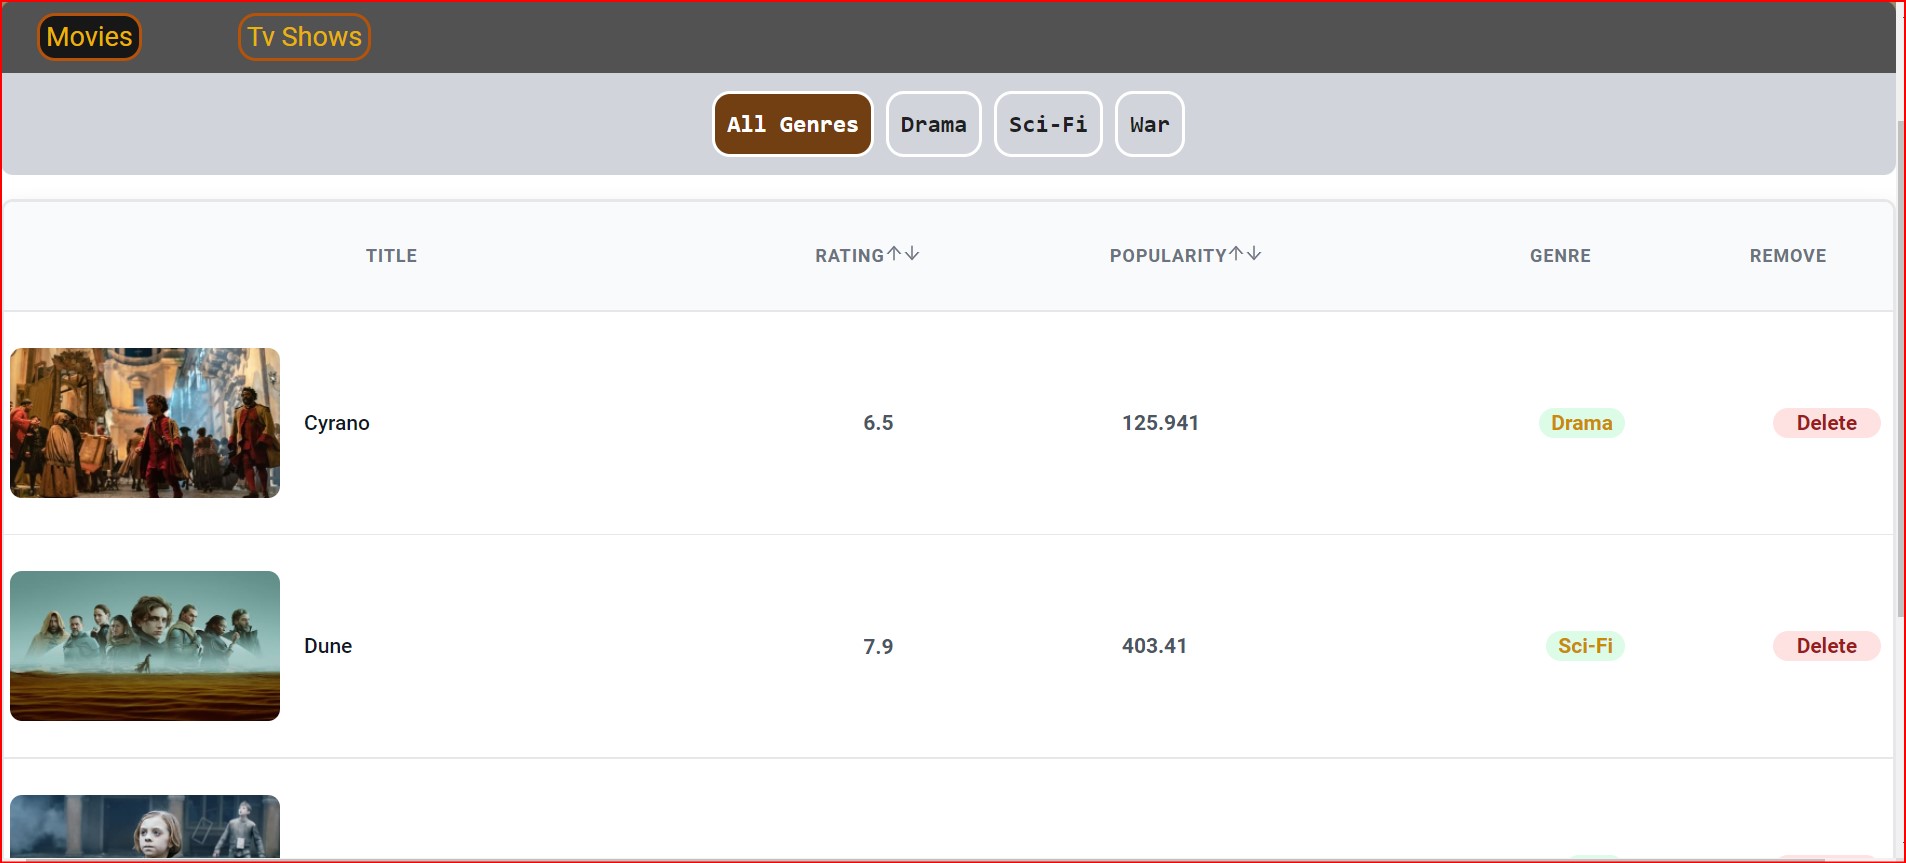 Movies Tv Shows
All Genres Drama Sci-Fi War
TITLE RATING↑↓ POPULARITY↑↓ GENRE REMOVE
Cyrano 6.5 125.941 Drama Delete
Dune 7.9 403.41 Sci-Fi Delete